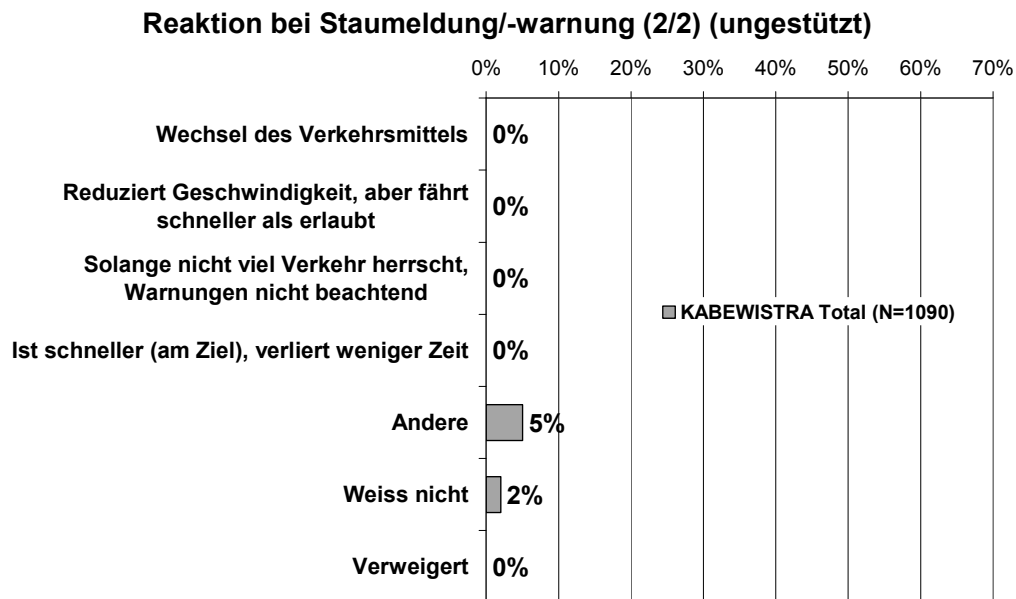 Reaktion bei Staumeldung/-warnung (2/2) (ungestützt)
0% 10% 20% 30% 40% 50% 60% 70%
Wechsel des Verkehrsmittels 0%
Reduziert Geschwindigkeit, aber fährt
schneller als erlaubt 0%
Solange nicht viel Verkehr herrscht,
Warnungen nicht beachtend 0%
KABEWISTRA Total (N=1090)
Ist schneller (am Ziel), verliert weniger Zeit 0%
Andere 5%
Weiss nicht 2%
Verweigert 0%